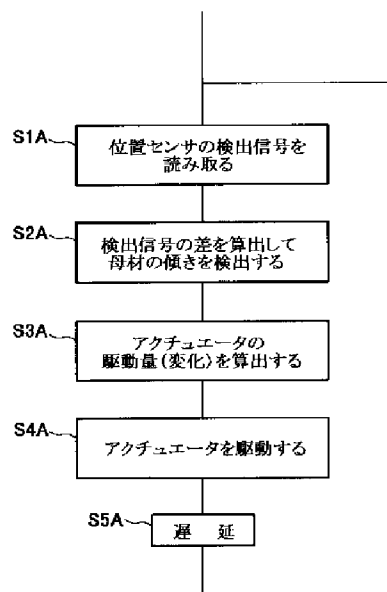 S1A
位置センサの検出信号を
読み取る
S2A
検出信号の差を算出して
母材の傾きを検出する
S3A
アクチュエータの
駆動量(変化)を算出する
S4A
アクチュエータを駆動する
S5A
遅 延